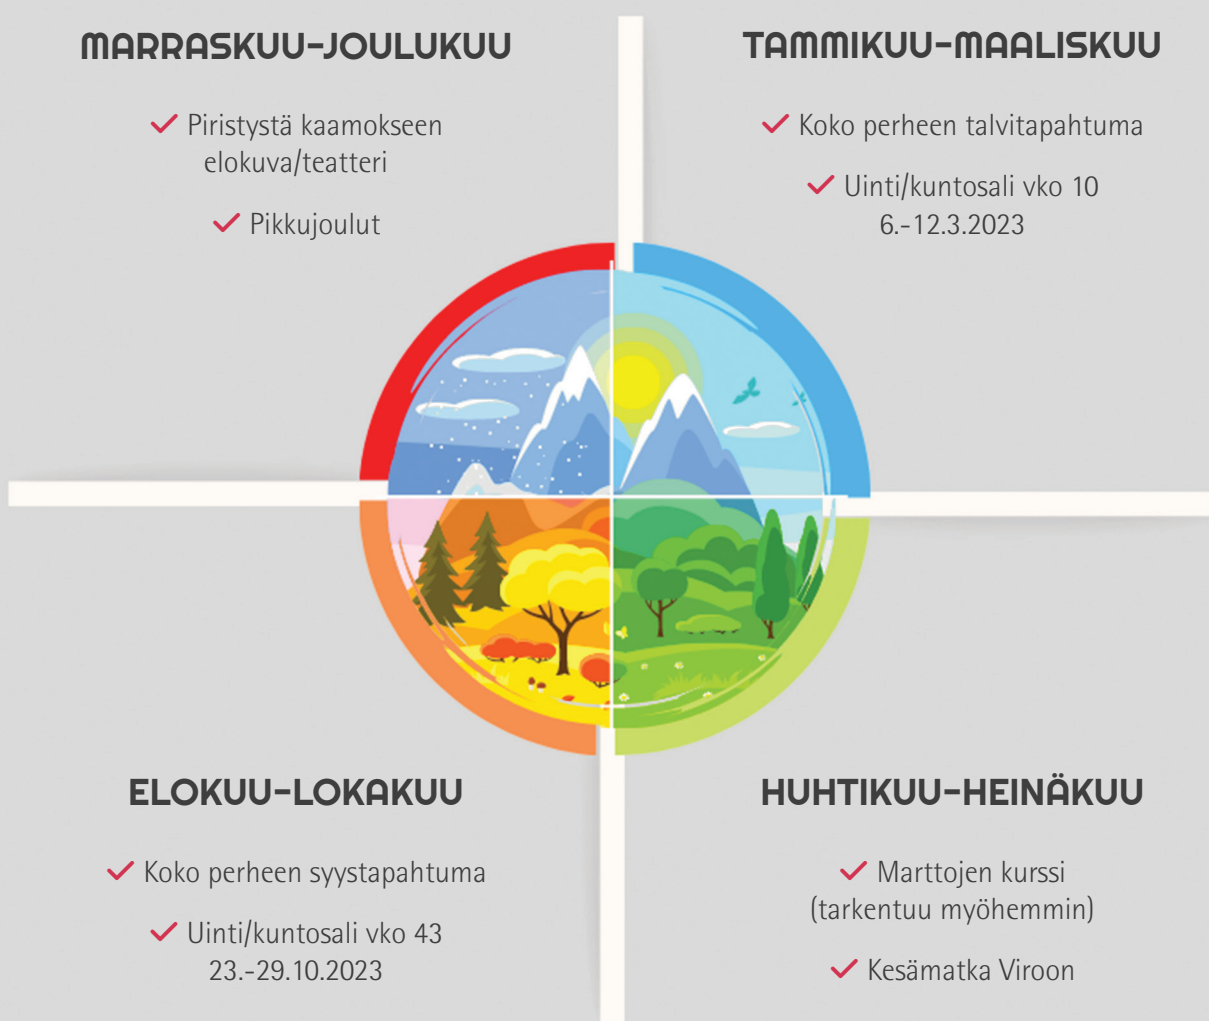 MARRASKUU-JOULUKUU
Piristystä kaamokseen
elokuva/teatteri
Pikkujoulut
TAMMIKUU-MAALISKUU
Koko perheen talvitapahtuma
Uinti/kuntosali vko 10
6.-12.3.2023
ELOKUU-LOKAKUU
Koko perheen syystapahtuma
Uinti/kuntosali vko 43
23.-29.10.2023
HUHTIKUU-HEINÄKUU
Marttojen kurssi
(tarkentuu myöhemmin)
Kesämatka Viroon